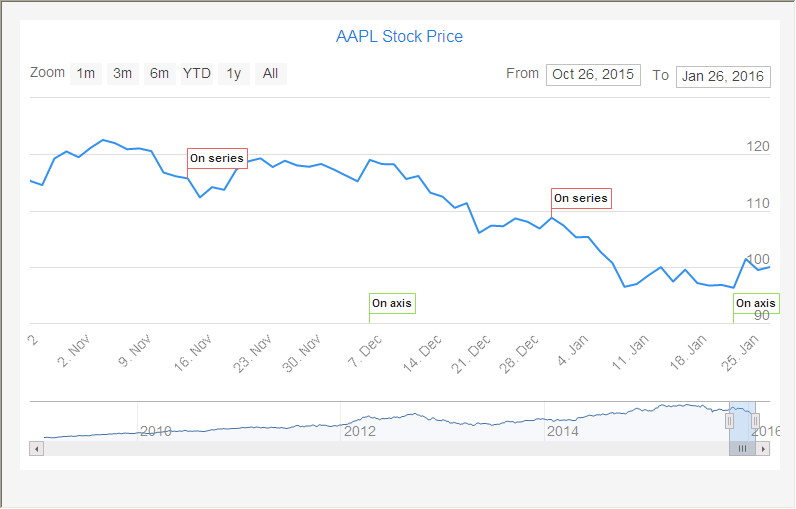 AAPL Stock Price
Zoom 1m 3m 6m YTD 1y All From Oct 26, 2015 To Jan 26, 2016
120
On series
On series
110
100
On axis On axis
90
2 2. Nov 9. Nov 16. Nov 23. Nov 30. Nov 7. Dec 14. Dec 21. Dec 28. Dec 4. Jan 11. Jan 18. Jan 25. Jan
2010 2012 2014 2016